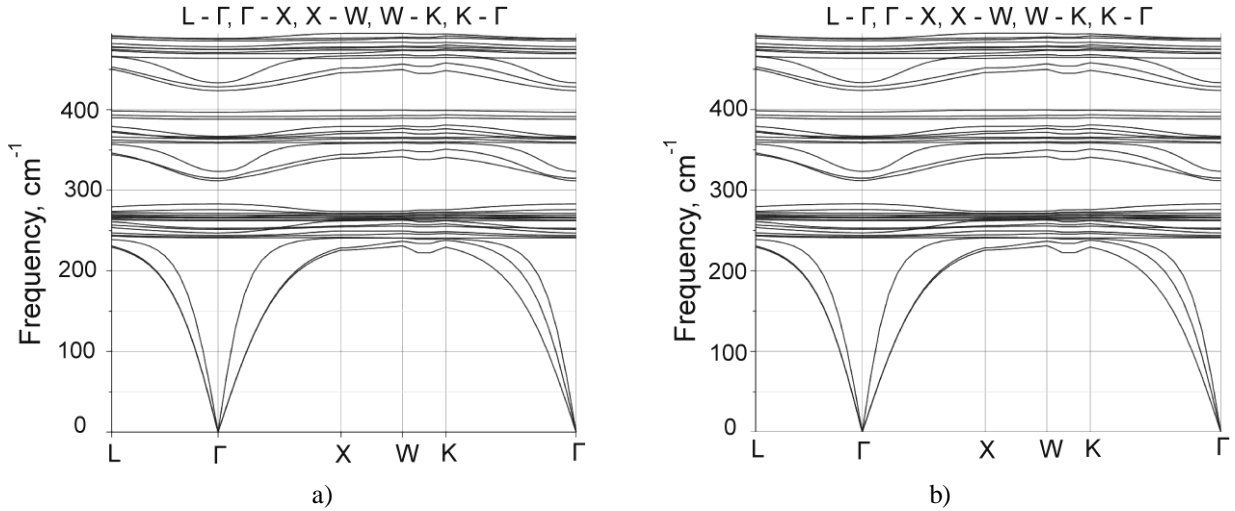 L - Γ, Γ - X, X - W, W - K, K - Γ
Frequency, cm-1
400
300
200
100
0
L Γ X W K Γ
a)
L - Γ, Γ - X, X - W, W - K, K - Γ
Frequency, cm-1
400
300
200
100
0
L Γ X W K Γ
b)